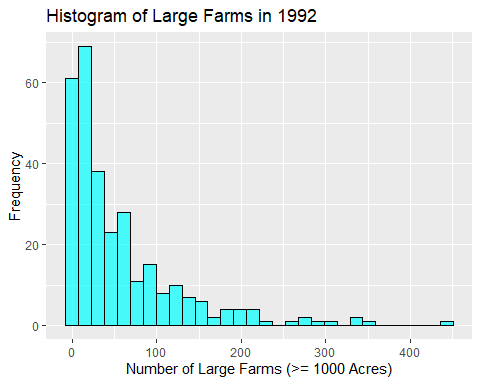 Histogram of Large Farms in 1992
Frequency
60
40
20
0
0 100 200 300 400
Number of Large Farms (>= 1000 Acres)